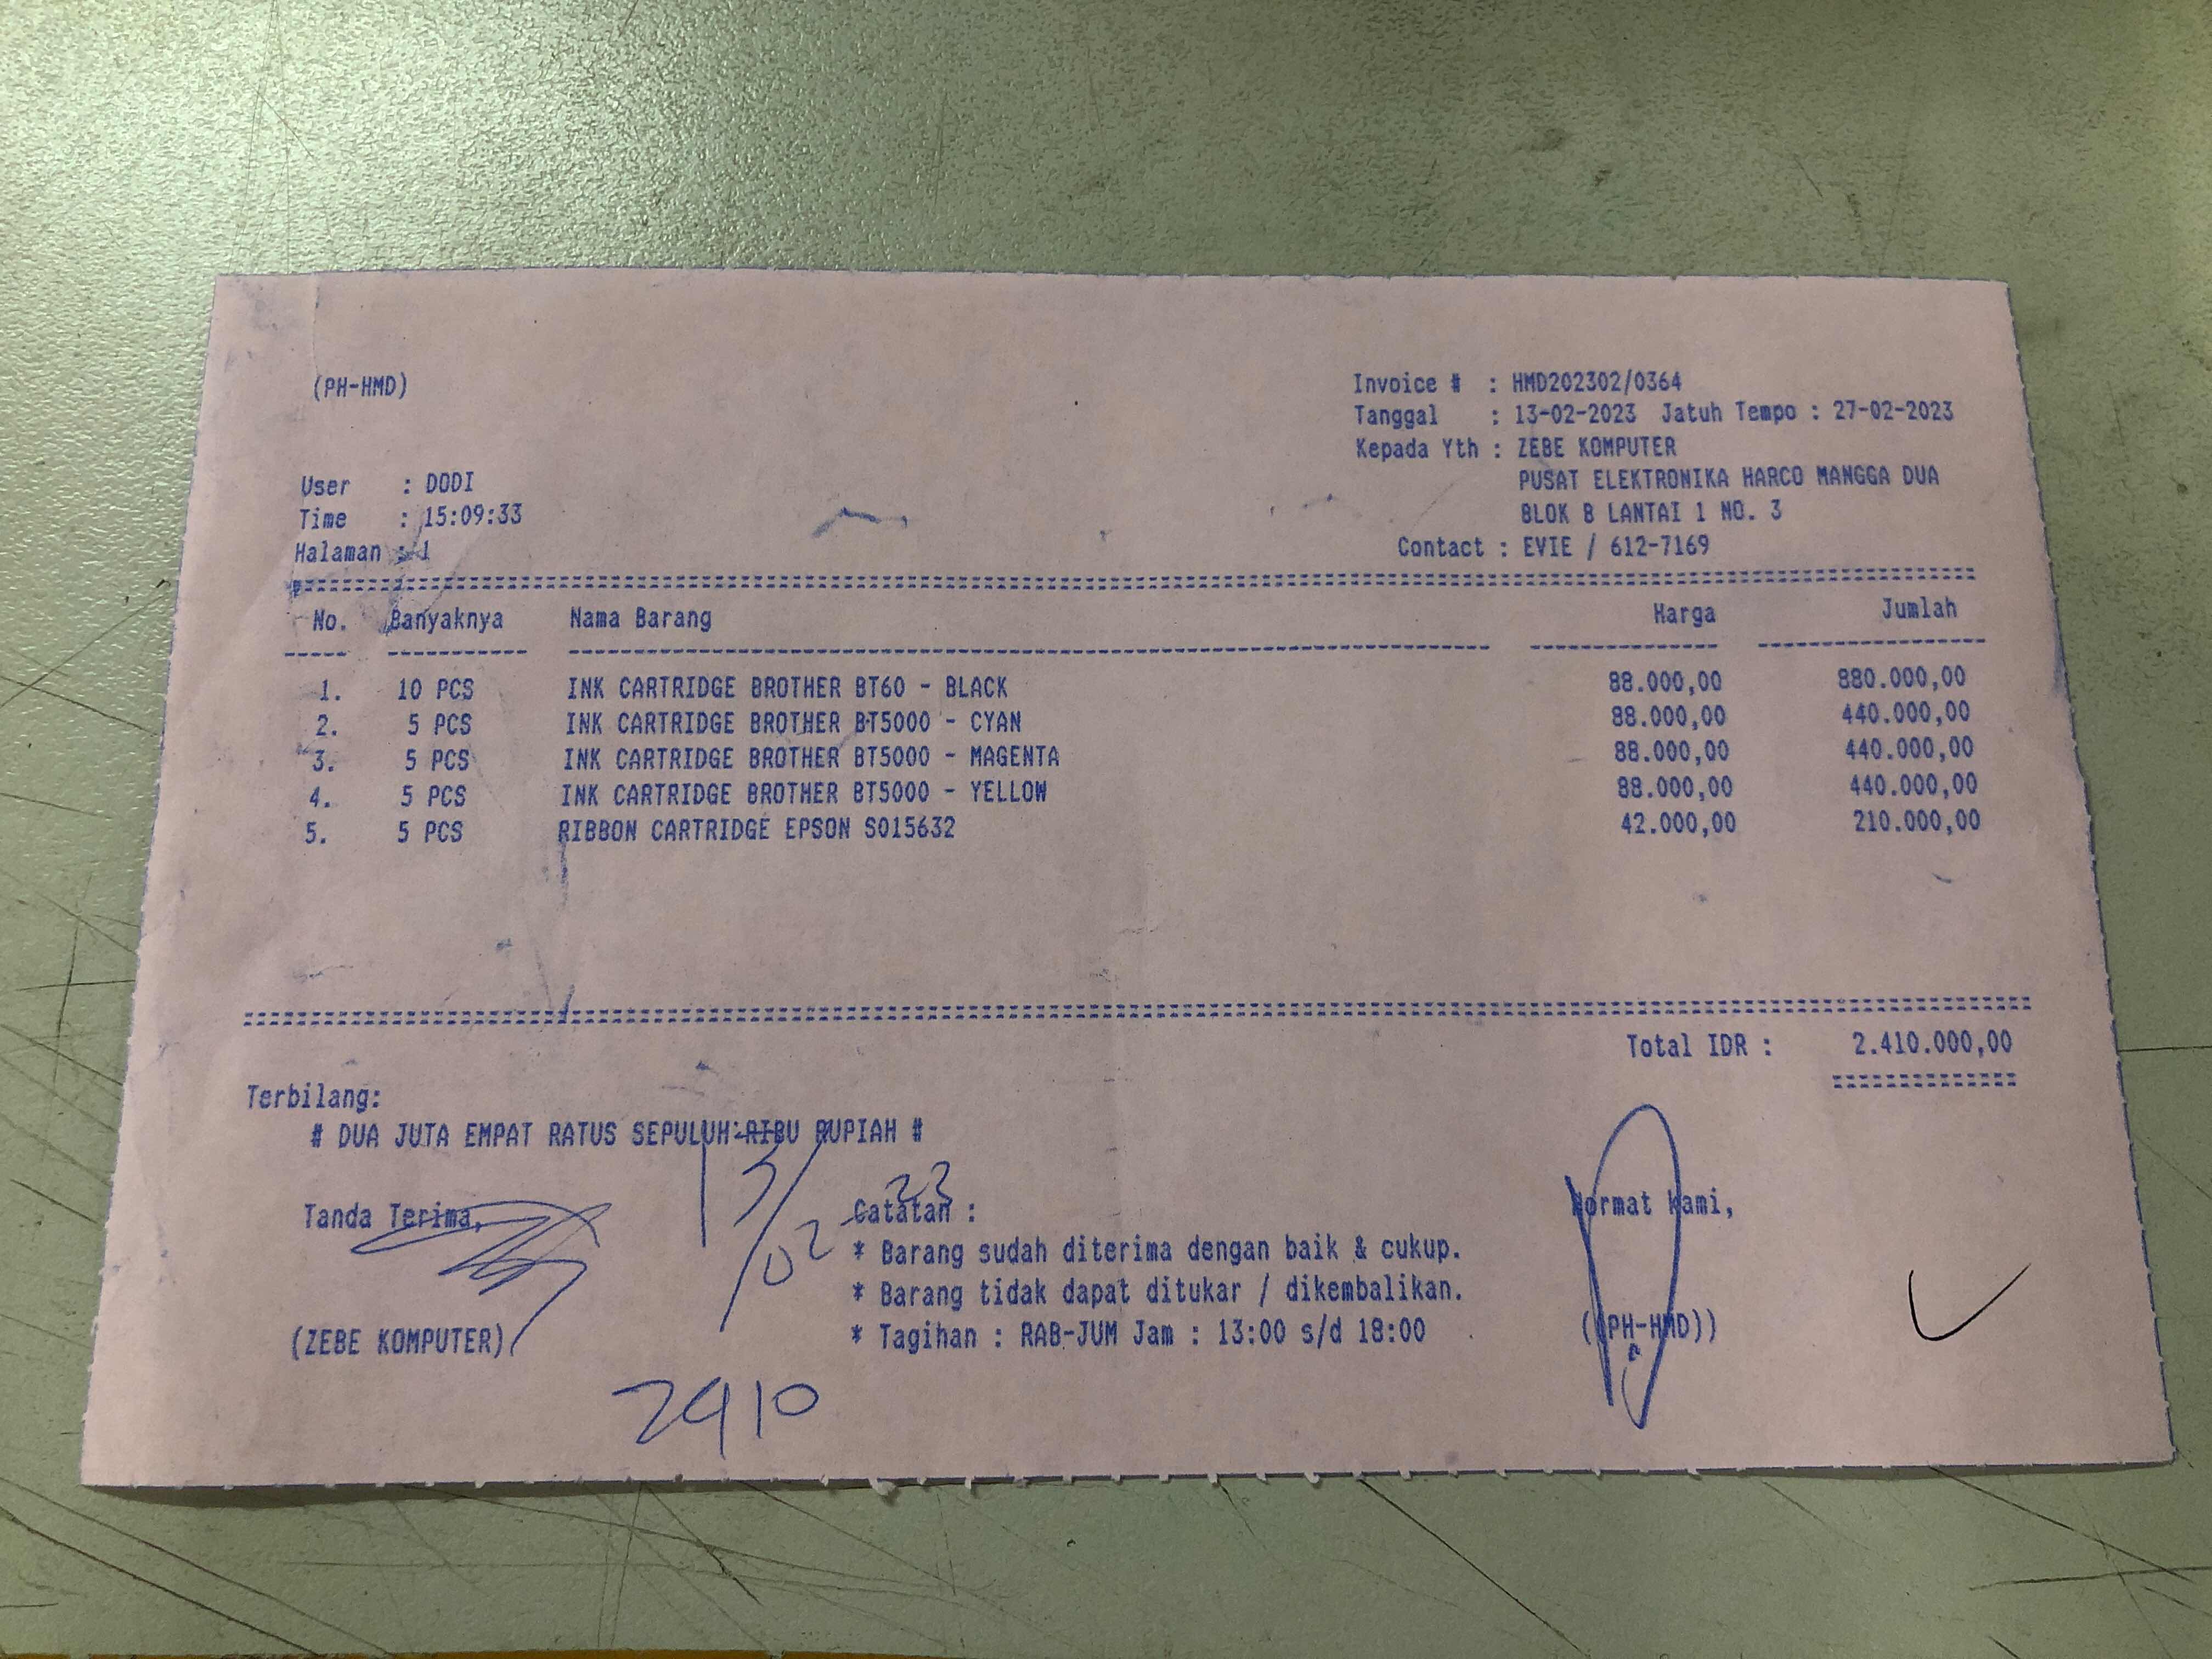 (PH-HMD)
Invoice # : HMD202302/0364
Tanggal : 13-02-2023 Jatuh Tempo : 27-02-2023
Kepada Yth : ZEBE KOMPUTER
PUSAT ELEKTRONIKA HARCO MANGGA DUA
BLOK B LANTAI 1 NO. 3
Contact : EVIE / 612-7169
User : DODI
Time : 15:09:33
Halaman : 1
No. Banyaknya Nama Barang Harga Jumlah
1. 10 PCS INK CARTRIDGE BROTHER BT60 - BLACK 88.000,00 880.000,00
2. 5 PCS INK CARTRIDGE BROTHER BT5000 - CYAN 88.000,00 440.000,00
3. 5 PCS INK CARTRIDGE BROTHER BT5000 - MAGENTA 88.000,00 440.000,00
4. 5 PCS INK CARTRIDGE BROTHER BT5000 - YELLOW 88.000,00 440.000,00
5. 5 PCS RIBBON CARTRIDGE EPSON S015632 42.000,00 210.000,00
Total IDR : 2.410.000,00
Terbilang:
# DUA JUTA EMPAT RATUS SEPULUH RIBU RUPIAH #
13/02 23
Tanda Terima,
(ZEBE KOMPUTER)
Catatan :
* Barang sudah diterima dengan baik & cukup.
* Barang tidak dapat ditukar / dikembalikan.
* Tagihan : RAB-JUM Jam : 13:00 s/d 18:00
Hormat kami,
((PH-HMD))
2410